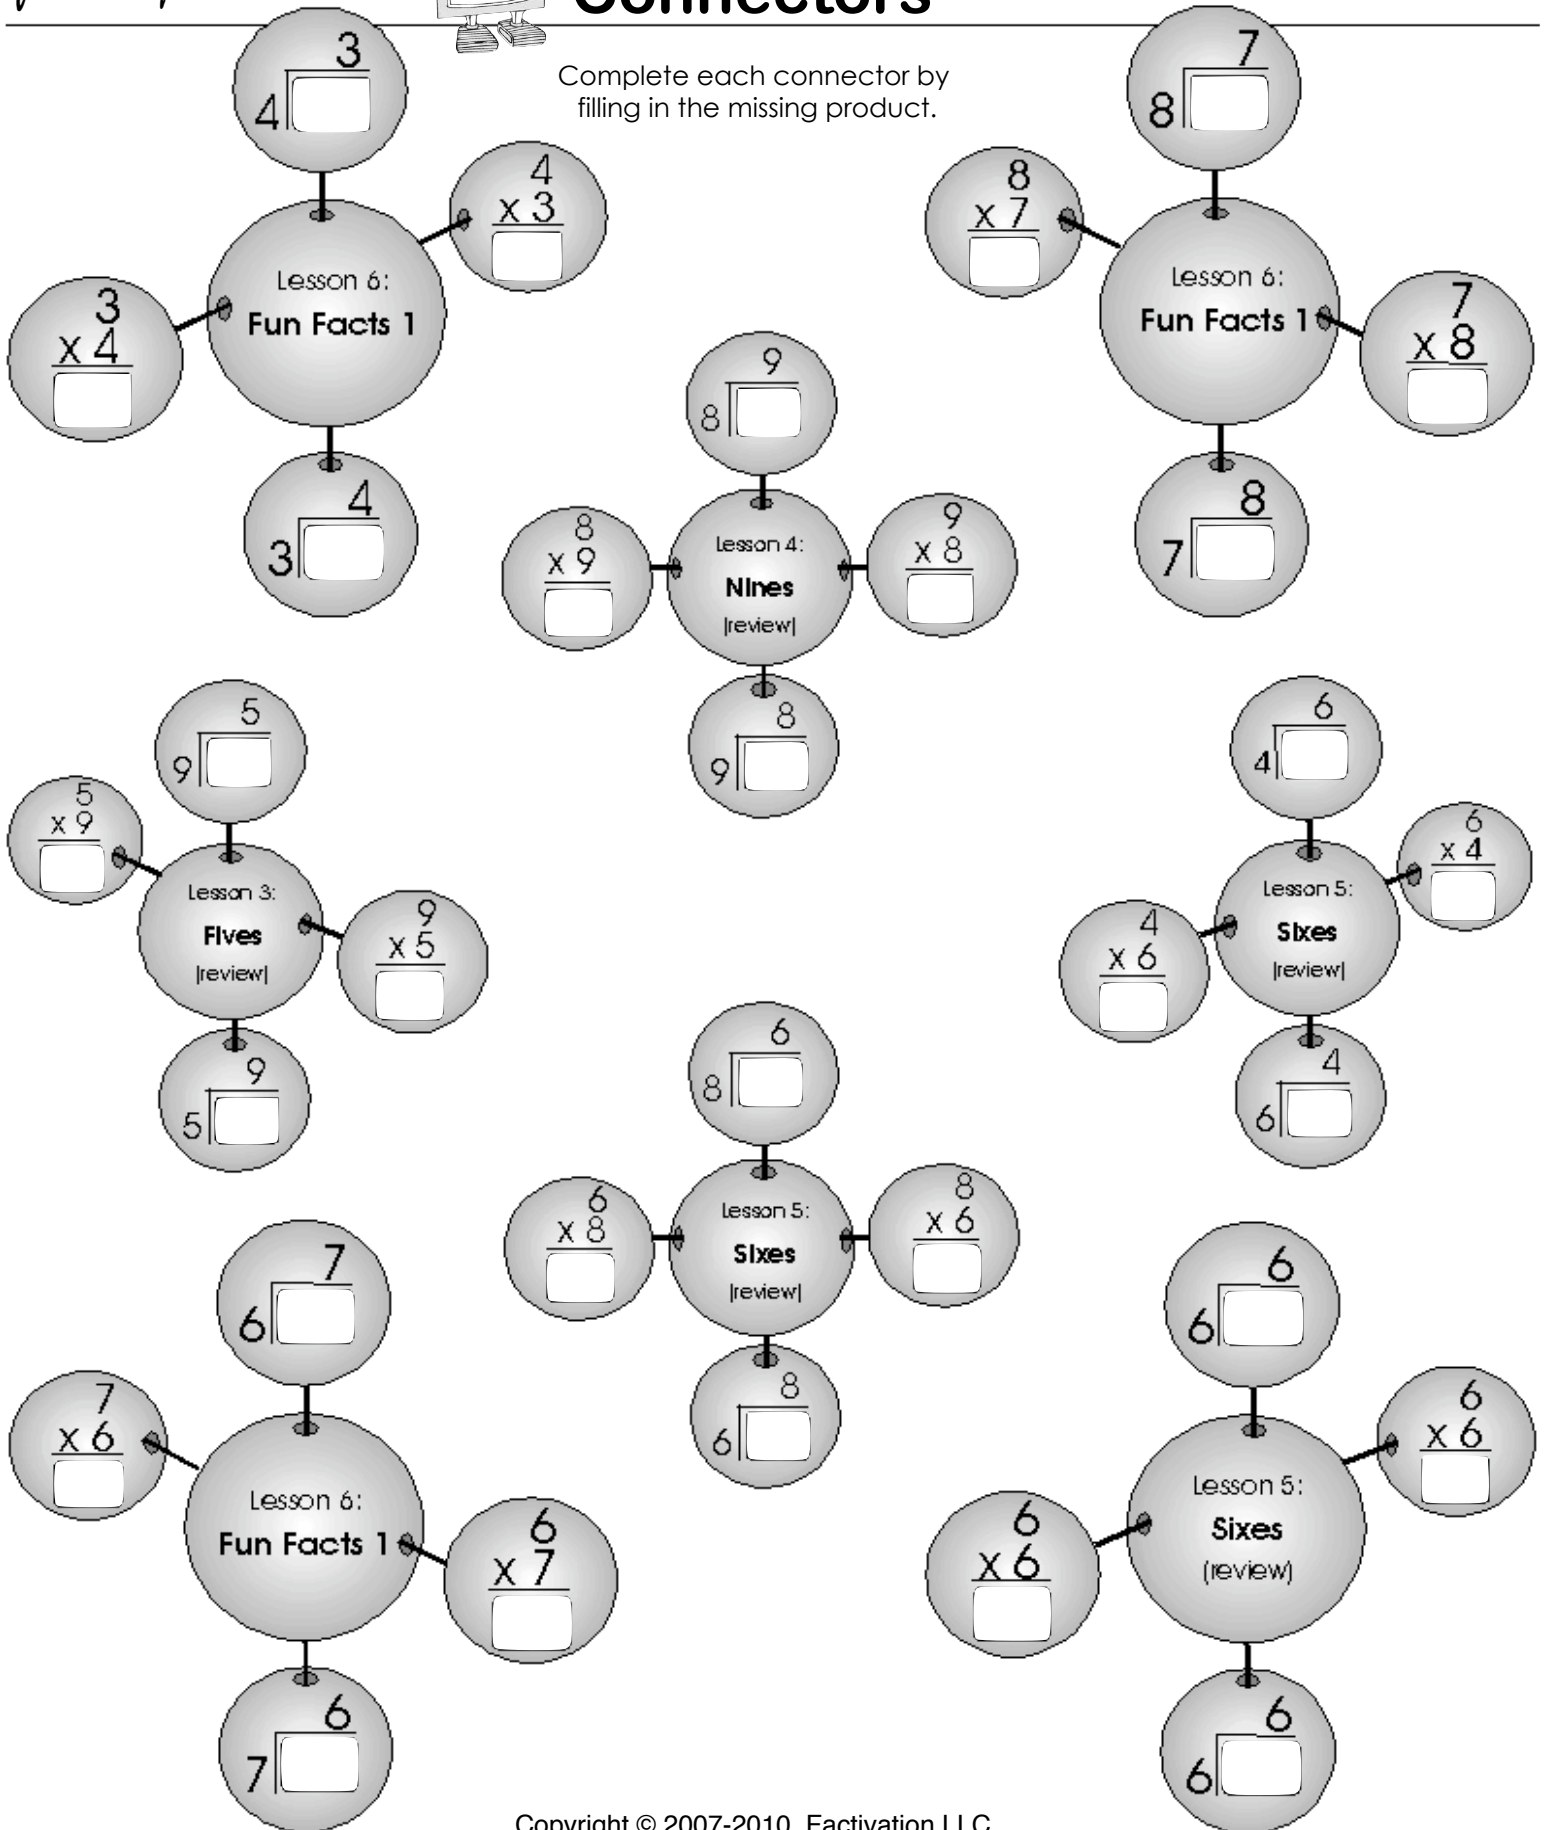 Connectors
Complete each connector by
filling in the missing product.
3
4
4
x 3
Lesson 6:
Fun Facts 1
3
x 4
4
3
7
8
8
x 7
Lesson 6:
Fun Facts 1
7
x 8
8
7
9
8
8
x 9
Lesson 4:
Nines
|review|
9
x 8
8
9
5
9
5
x 9
Lesson 3:
Fives
|review|
9
x 5
9
5
6
4
6
x 4
Lesson 5:
Sixes
|review|
4
x 6
4
6
6
8
6
x 8
Lesson 5:
Sixes
|review|
8
x 6
8
6
7
6
7
x 6
Lesson 6:
Fun Facts 1
6
x 7
6
7
6
6
6
x 6
Lesson 5:
Sixes
(review)
6
x 6
6
6
Copyright © 2007-2010 Factivation LLC